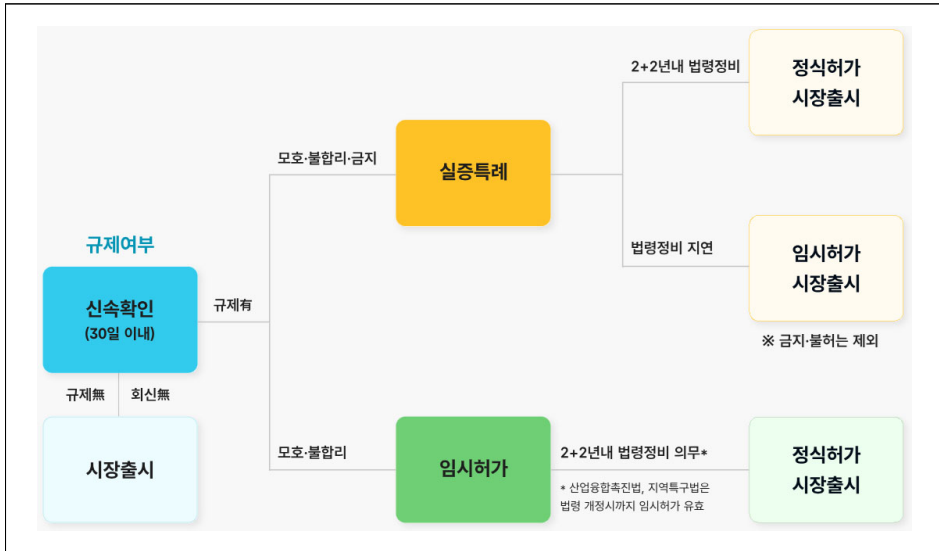 규제여부
신속확인
(30일 이내)
규제無
회신無
시장출시
규제有
모호·불합리·금지
실증특례
2+2년내 법령정비
정식허가
시장출시
법령정비 지연
임시허가
시장출시
※ 금지·불허는 제외
모호·불합리
임시허가
2+2년내 법령정비 의무*
* 산업융합촉진법, 지역특구법은
법령 개정시까지 임시허가 유효
정식허가
시장출시